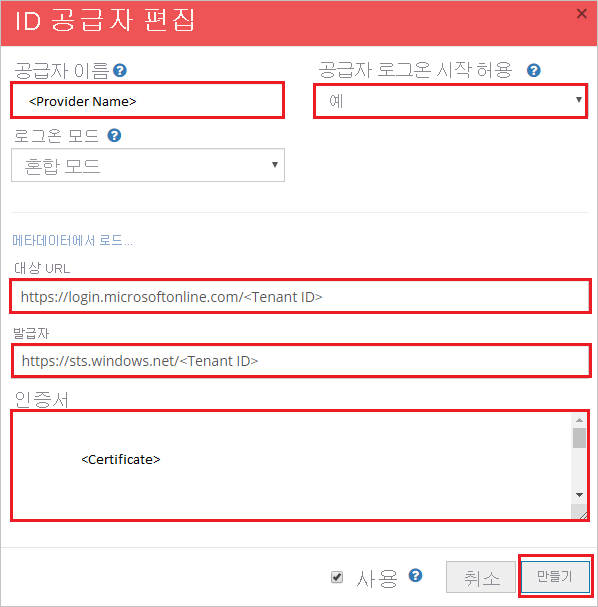 ID 공급자 편집
공급자 이름 공급자 로그온 시작 허용
<Provider Name> 예
로그온 모드
혼합 모드
메타데이터에서 로드...
대상 URL
https://login.microsoftonline.com/<Tenant ID>
발급자
https://sts.windows.net/<Tenant ID>
인증서
<Certificate>
사용 취소 만들기